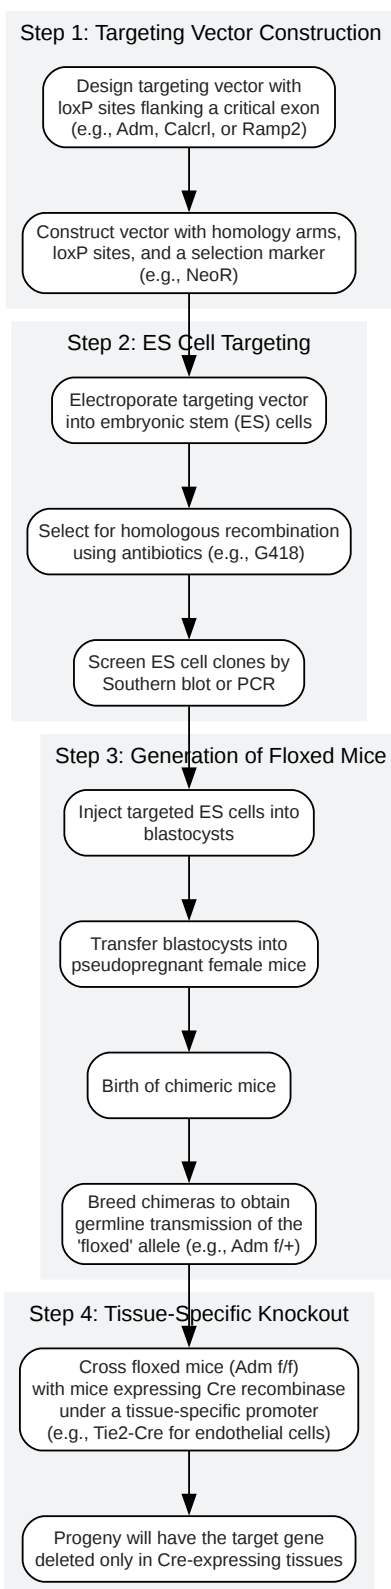 Step 1: Targeting Vector Construction
Design targeting vector with
loxP sites flanking a critical exon
(e.g., Adm, Calcrl, or Ramp2)
Construct vector with homology arms,
loxP sites, and a selection marker
(e.g., NeoR)
Step 2: ES Cell Targeting
Electroporate targeting vector
into embryonic stem (ES) cells
Select for homologous recombination
using antibiotics (e.g., G418)
Screen ES cell clones by
Southern blot or PCR
Step 3: Generation of Floxed Mice
Inject targeted ES cells into
blastocysts
Transfer blastocysts into
pseudopregnant female mice
Birth of chimeric mice
Breed chimeras to obtain
germline transmission of the
'floxed' allele (e.g., Adm f/+)
Step 4: Tissue-Specific Knockout
Cross floxed mice (Adm f/f)
with mice expressing Cre recombinase
under a tissue-specific promoter
(e.g., Tie2-Cre for endothelial cells)
Progeny will have the target gene
deleted only in Cre-expressing tissues